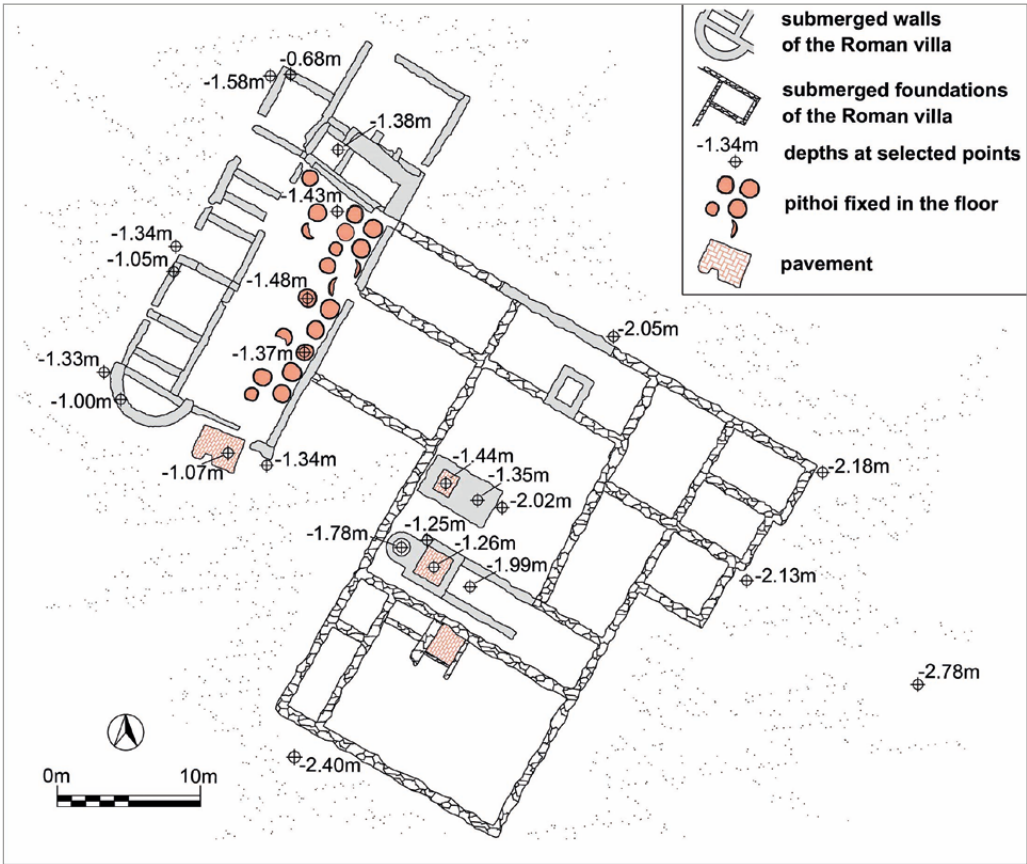 submerged walls
of the Roman villa
submerged foundations
of the Roman villa
-1.34m
depths at selected points
pithoi fixed in the floor
pavement
-0.68m
-1.58m
-1.38m
-1.43m
-1.34m
-1.05m
-1.48m
-2.05m
-1.37m
-1.33m
-1.00m
-1.07m
-1.34m
-1.44m
-1.35m
-2.18m
-2.02m
-1.25m
-1.78m
-1.26m
-1.99m
-2.13m
-2.78m
-2.40m
0m
10m